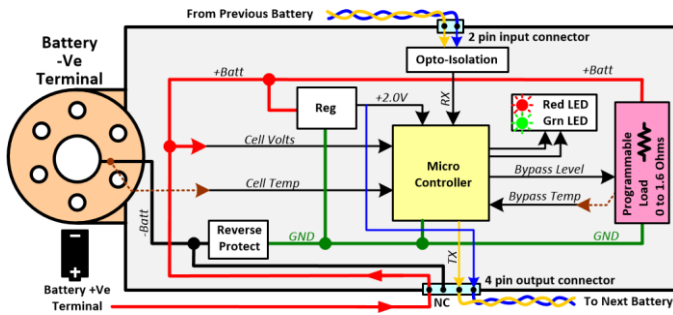 From Previous Battery
2 pin input connector
Battery
-Ve
Terminal
Opto-Isolation
+Batt
+Batt
Reg
+2.0V
RX
Red LED
Grn LED
Cell Volts
Micro
Controller
Bypass Level
Cell Temp
Bypass Temp
Programmable
Load
0 to 1.6 Ohms
-Batt
Reverse
Protect
GND
GND
TX
- +
Battery +Ve
Terminal
4 pin output connector
NC
To Next Battery